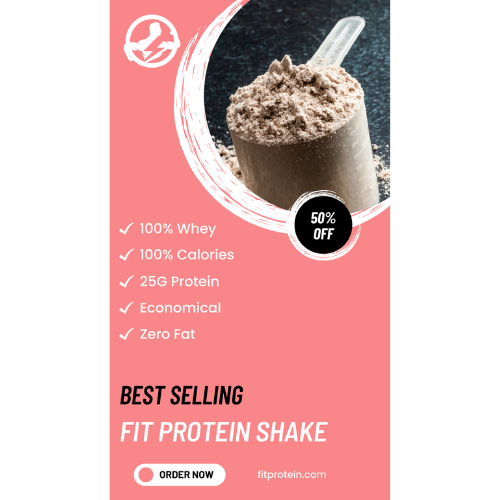 50%
OFF
100% Whey
100% Calories
25G Protein
Economical
Zero Fat
BEST SELLING
FIT PROTEIN SHAKE
ORDER NOW
fitprotein.com